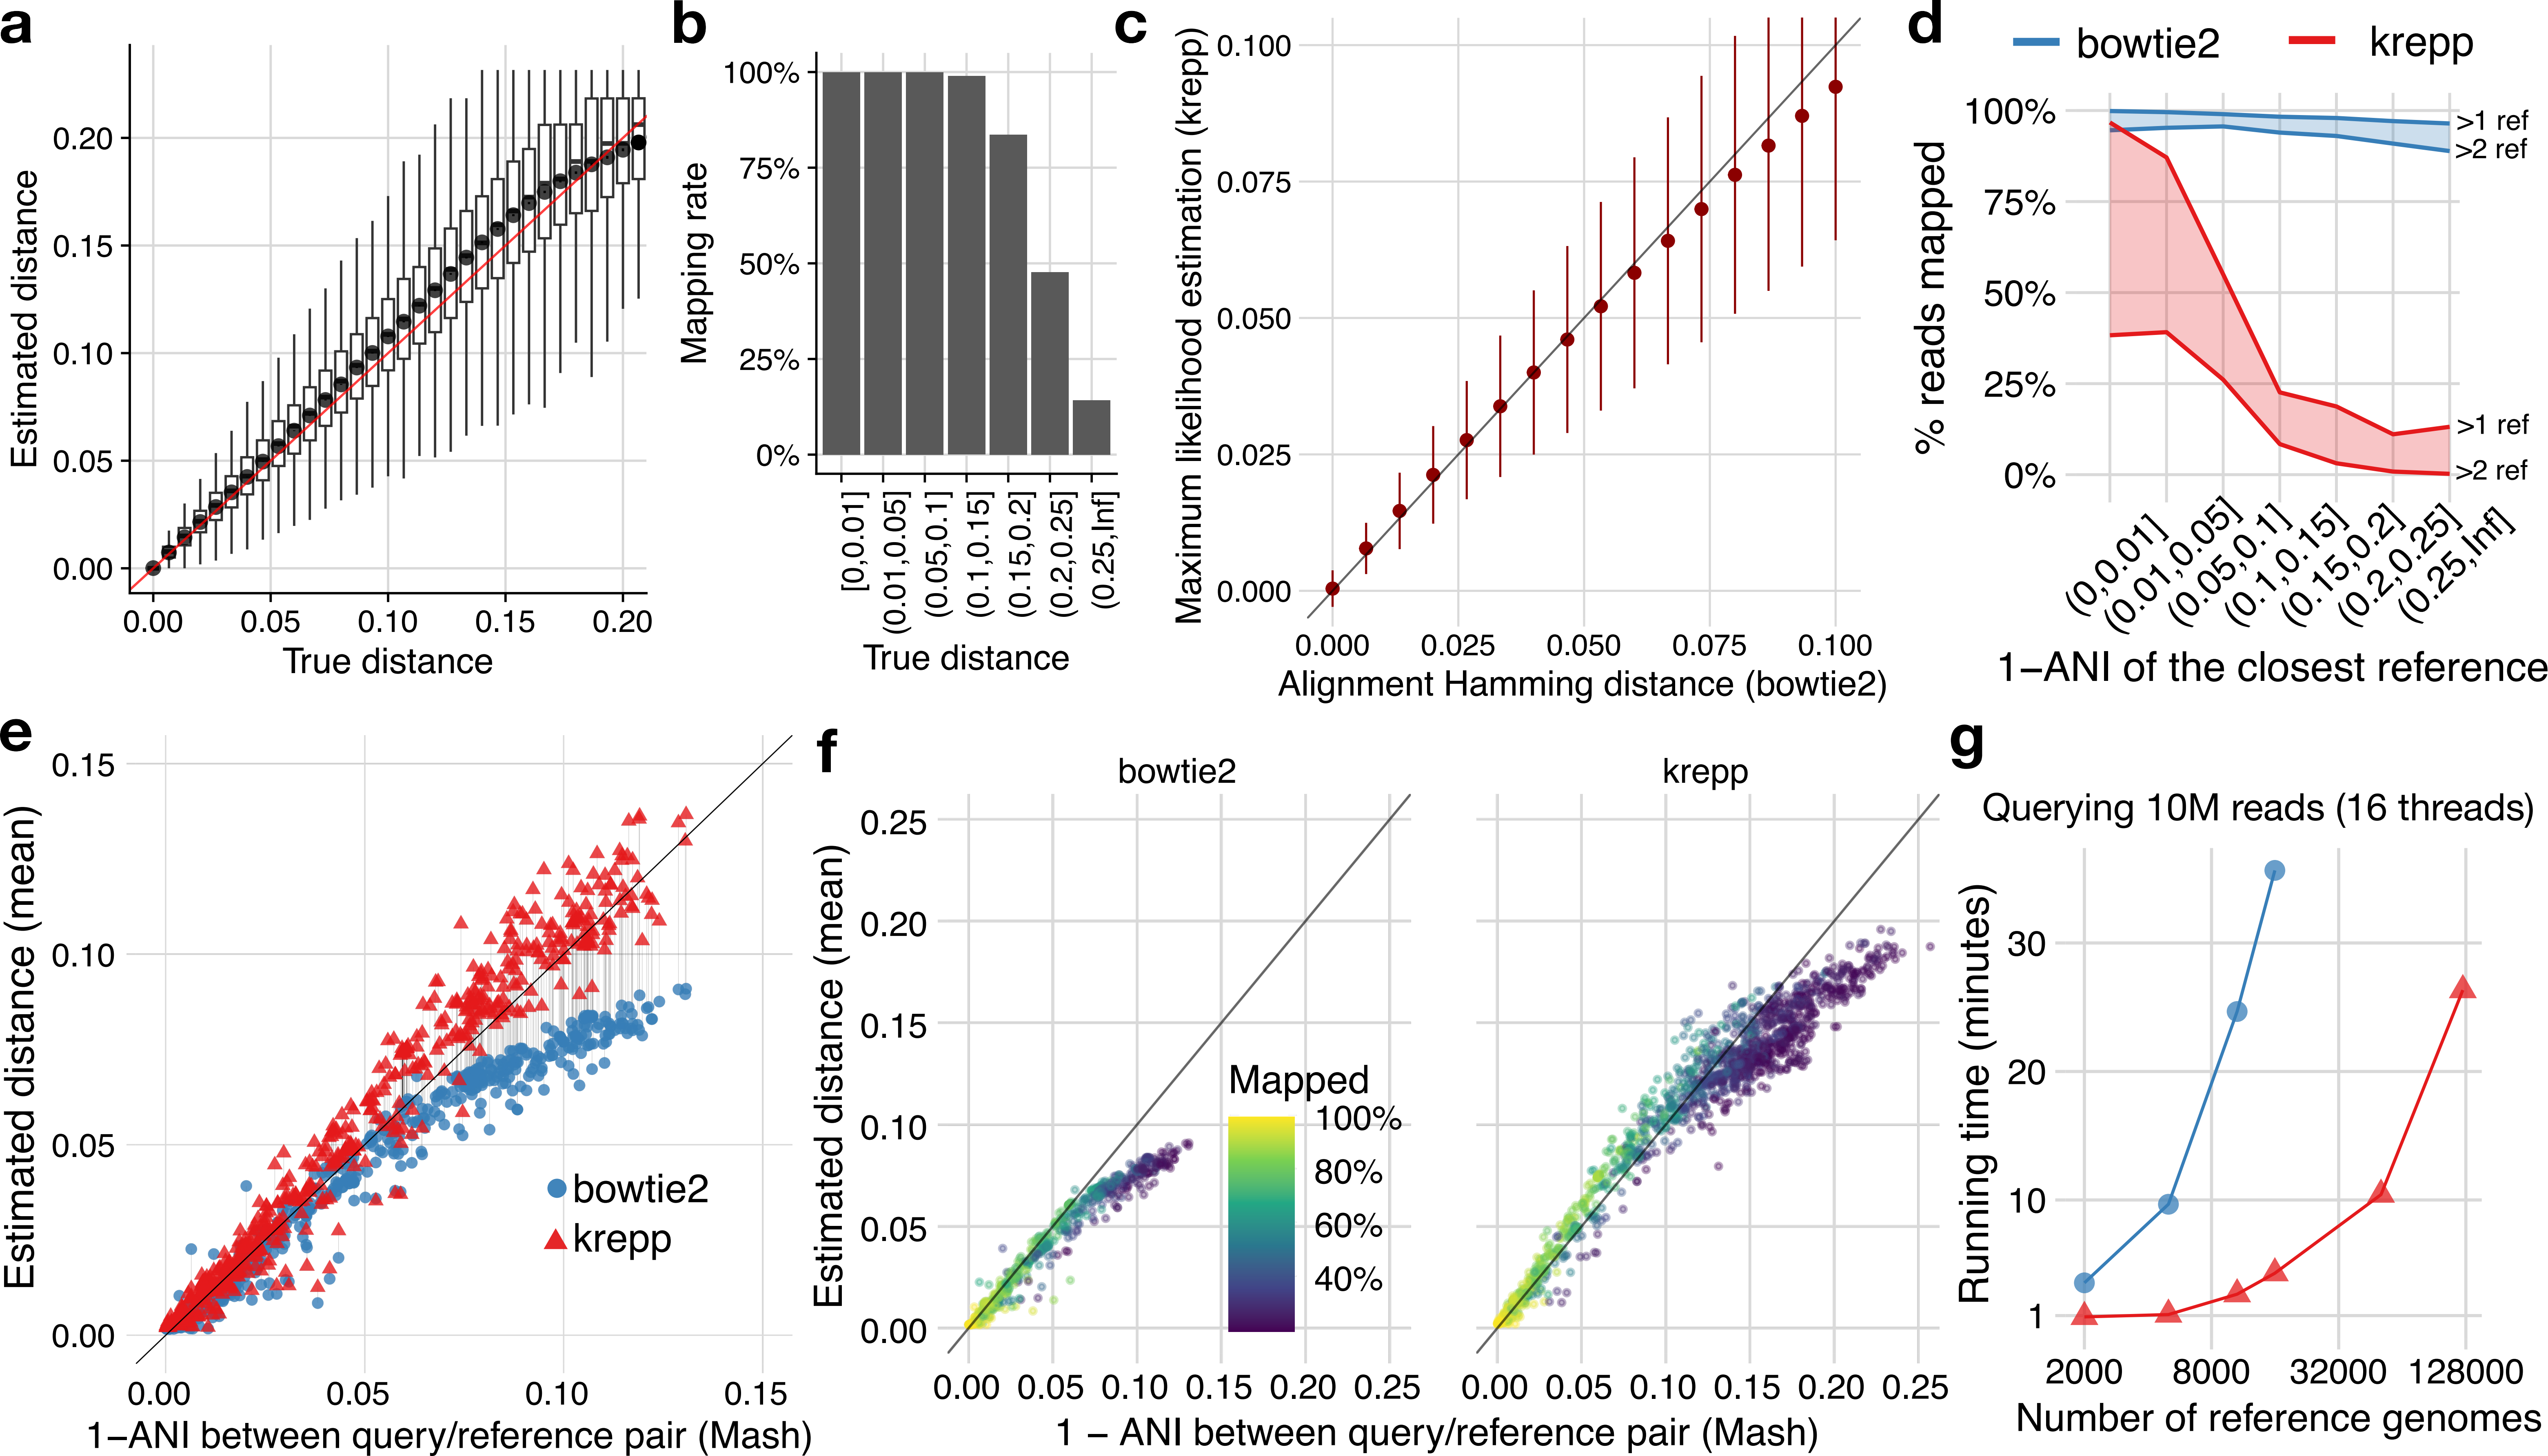 a
Estimated distance
0.20
0.15
0.10
0.05
0.00
0.00 0.05 0.10 0.15 0.20
True distance
b
Mapping rate
100%
75%
50%
25%
0%
[0,0.01]
(0.01,0.05]
(0.05,0.1]
(0.1,0.15]
(0.15,0.2]
(0.2,0.25]
(0.25,Inf]
True distance
c
Maximum likelihood estimation (krepp)
0.100
0.075
0.050
0.025
0.000
0.000 0.025 0.050 0.075 0.100
Alignment Hamming distance (bowtie2)
d
bowtie2 krepp
% reads mapped
100%
75%
50%
25%
0%
>1 ref
>2 ref
>1 ref
>2 ref
(0,0.01]
(0.01,0.05]
(0.05,0.1]
(0.1,0.15]
(0.15,0.2]
(0.2,0.25]
(0.25,Inf]
1−ANI of the closest reference
e
Estimated distance (mean)
0.15
0.10
0.05
0.00
bowtie2
krepp
0.00 0.05 0.10 0.15
1−ANI between query/reference pair (Mash)
f
bowtie2 krepp
Estimated distance (mean)
0.25
0.20
0.15
0.10
0.05
0.00
Mapped
100%
80%
60%
40%
0.00 0.05 0.10 0.15 0.20 0.25 0.00 0.05 0.10 0.15 0.20 0.25
1 − ANI between query/reference pair (Mash)
g
Querying 10M reads (16 threads)
Running time (minutes)
30
20
10
1
2000 8000 32000 128000
Number of reference genomes